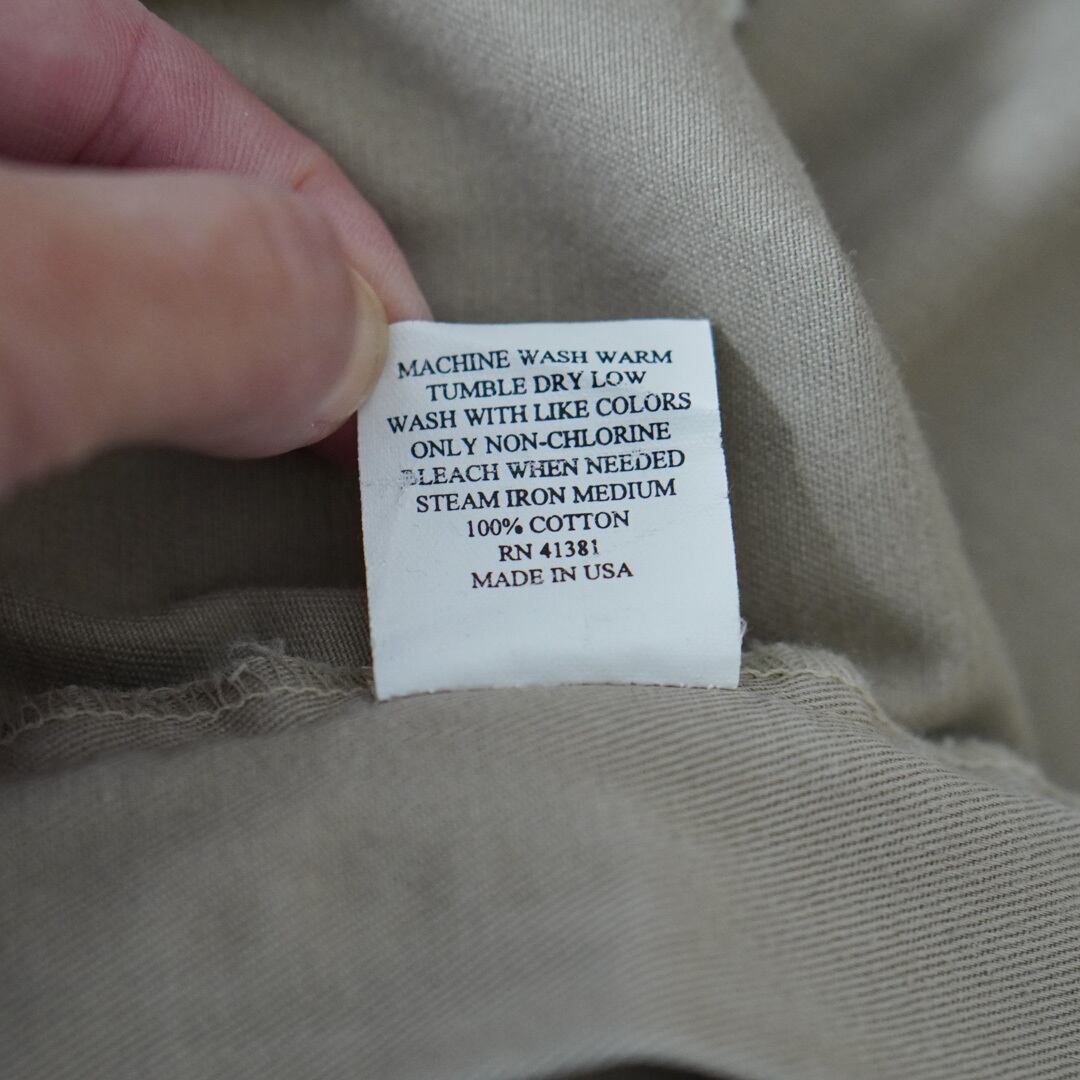 MACHINE WASH WARM
TUMBLE DRY LOW
WASH WITH LIKE COLORS
ONLY NON-CHLORINE
BLEACH WHEN NEEDED
STEAM IRON MEDIUM
100% COTTON
RN 41381
MADE IN USA